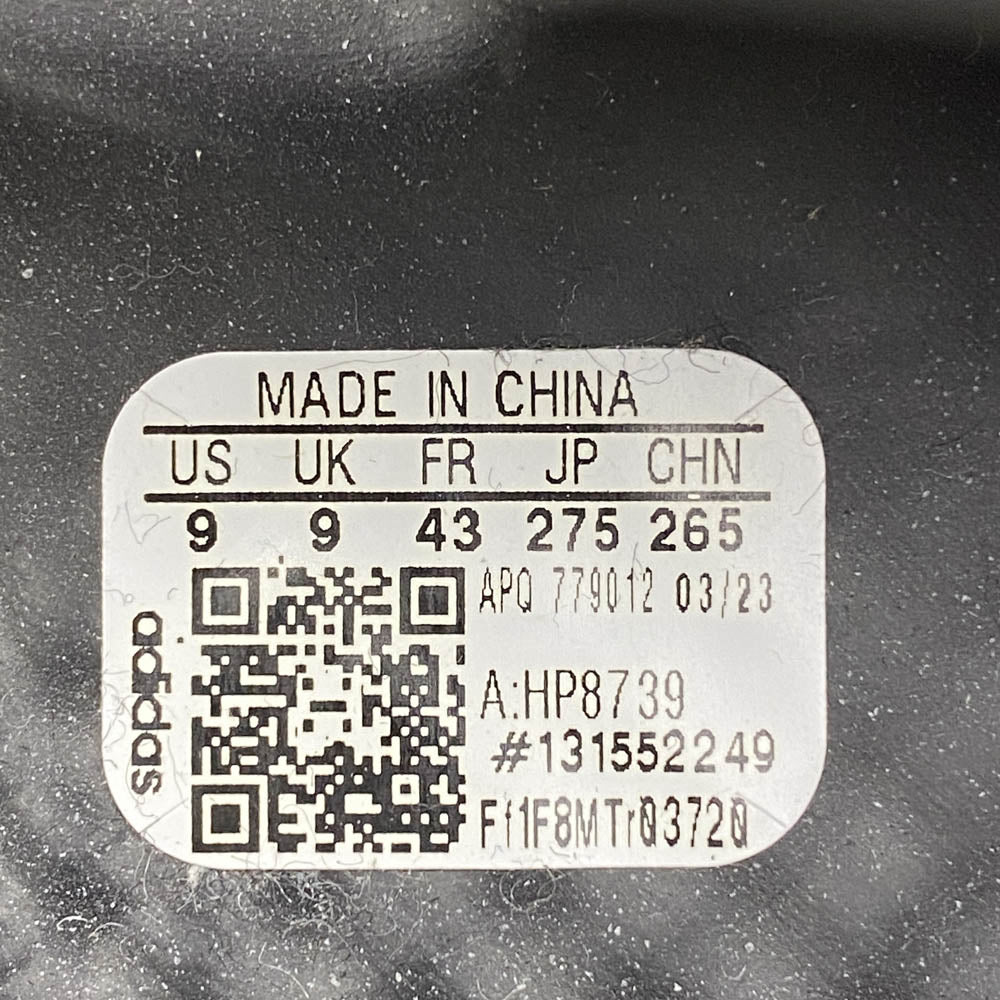 MADE IN CHINA
US UK FR JP CHN
9 9 43 275 265
APQ 779012 03/23
A:HP8739
#131552249
Ff1F8MTr03720
adidas